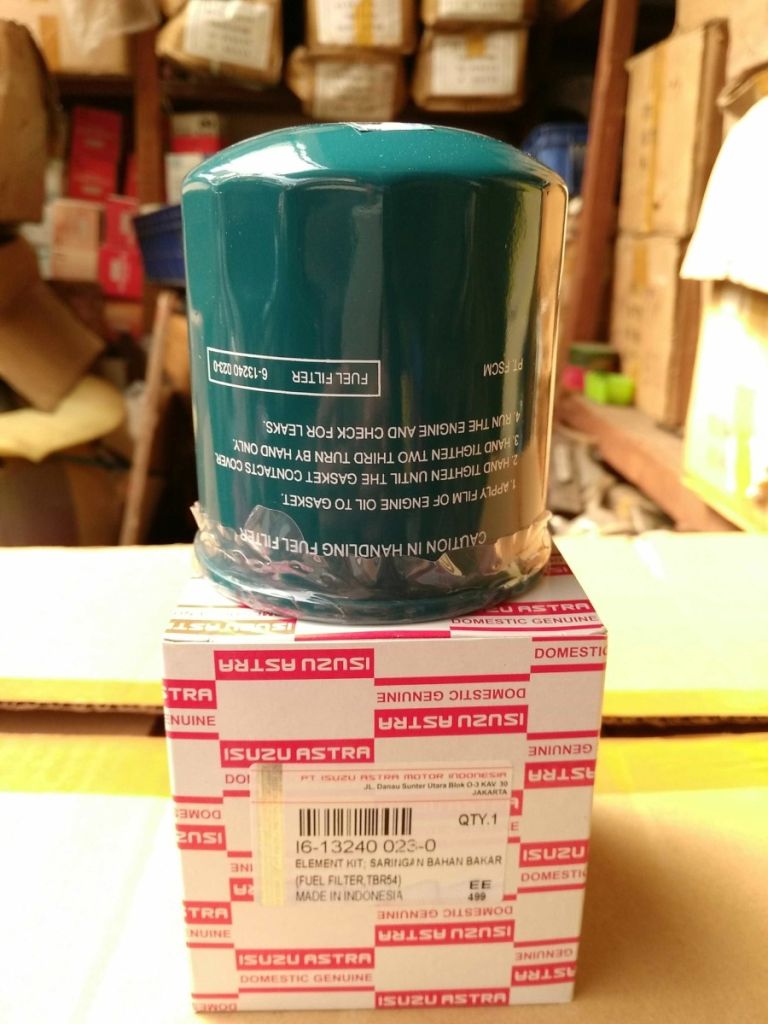 PT. FSCM
FUEL FILTER
6-13240 023-0
CAUTION IN HANDLING FUEL FILTER
1. APPLY FILM OF ENGINE OIL TO GASKET.
2. HAND TIGHTEN UNTIL THE GASKET CONTACTS COVER.
3. HAND TIGHTEN TWO THIRD TURN BY HAND ONLY.
4. RUN THE ENGINE AND CHECK FOR LEAKS.
ISUZU ASTRA
DOMESTIC GENUINE
ISUZU ASTRA
DOMESTIC
STRA
DOMESTIC GENUINE
ENUINE
ISUZU ASTRA
ISUZU ASTRA
GENUINE
PT ISUZU ASTRA MOTOR INDONESIA
JL. Danau Sunter Utara Blok O-3 KAV 30
JAKARTA
QTY.1
I6-13240 023-0
ELEMENT KIT; SARINGAN BAHAN BAKAR
(FUEL FILTER,TBR54)
EE
MADE IN INDONESIA
499
ISUZU
DOMESTIC
TRA
DOMESTIC GENUINE
UINE
ISUZU ASTRA
GENUINE
ISUZU ASTRA
DOMESTIC GENUINE
ASTRA
ISUZU ASTRA